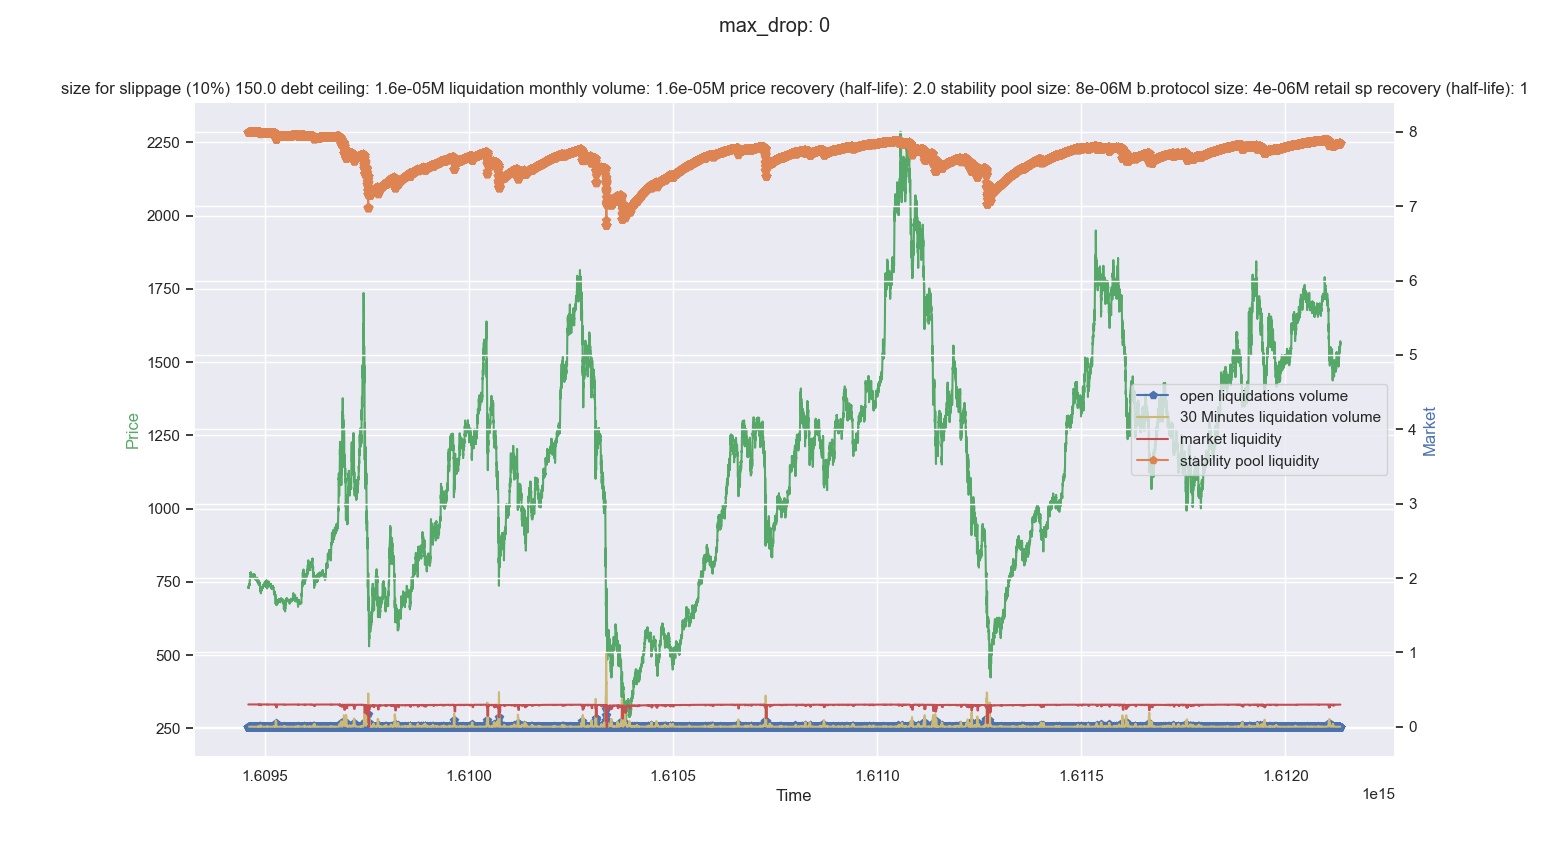 max_drop: 0
size for slippage (10%) 150.0 debt ceiling: 1.6e-05M liquidation monthly volume: 1.6e-05M price recovery (half-life): 2.0 stability pool size: 8e-06M b.protocol size: 4e-06M retail sp recovery (half-life): 1
2250
2000
1750
1500
1250
1000
750
500
250
Price
8
7
6
5
4
3
2
1
0
Market
open liquidations volume
30 Minutes liquidation volume
market liquidity
stability pool liquidity
1.6095
1.6100
1.6105
1.6110
1.6115
1.6120
Time
1e15